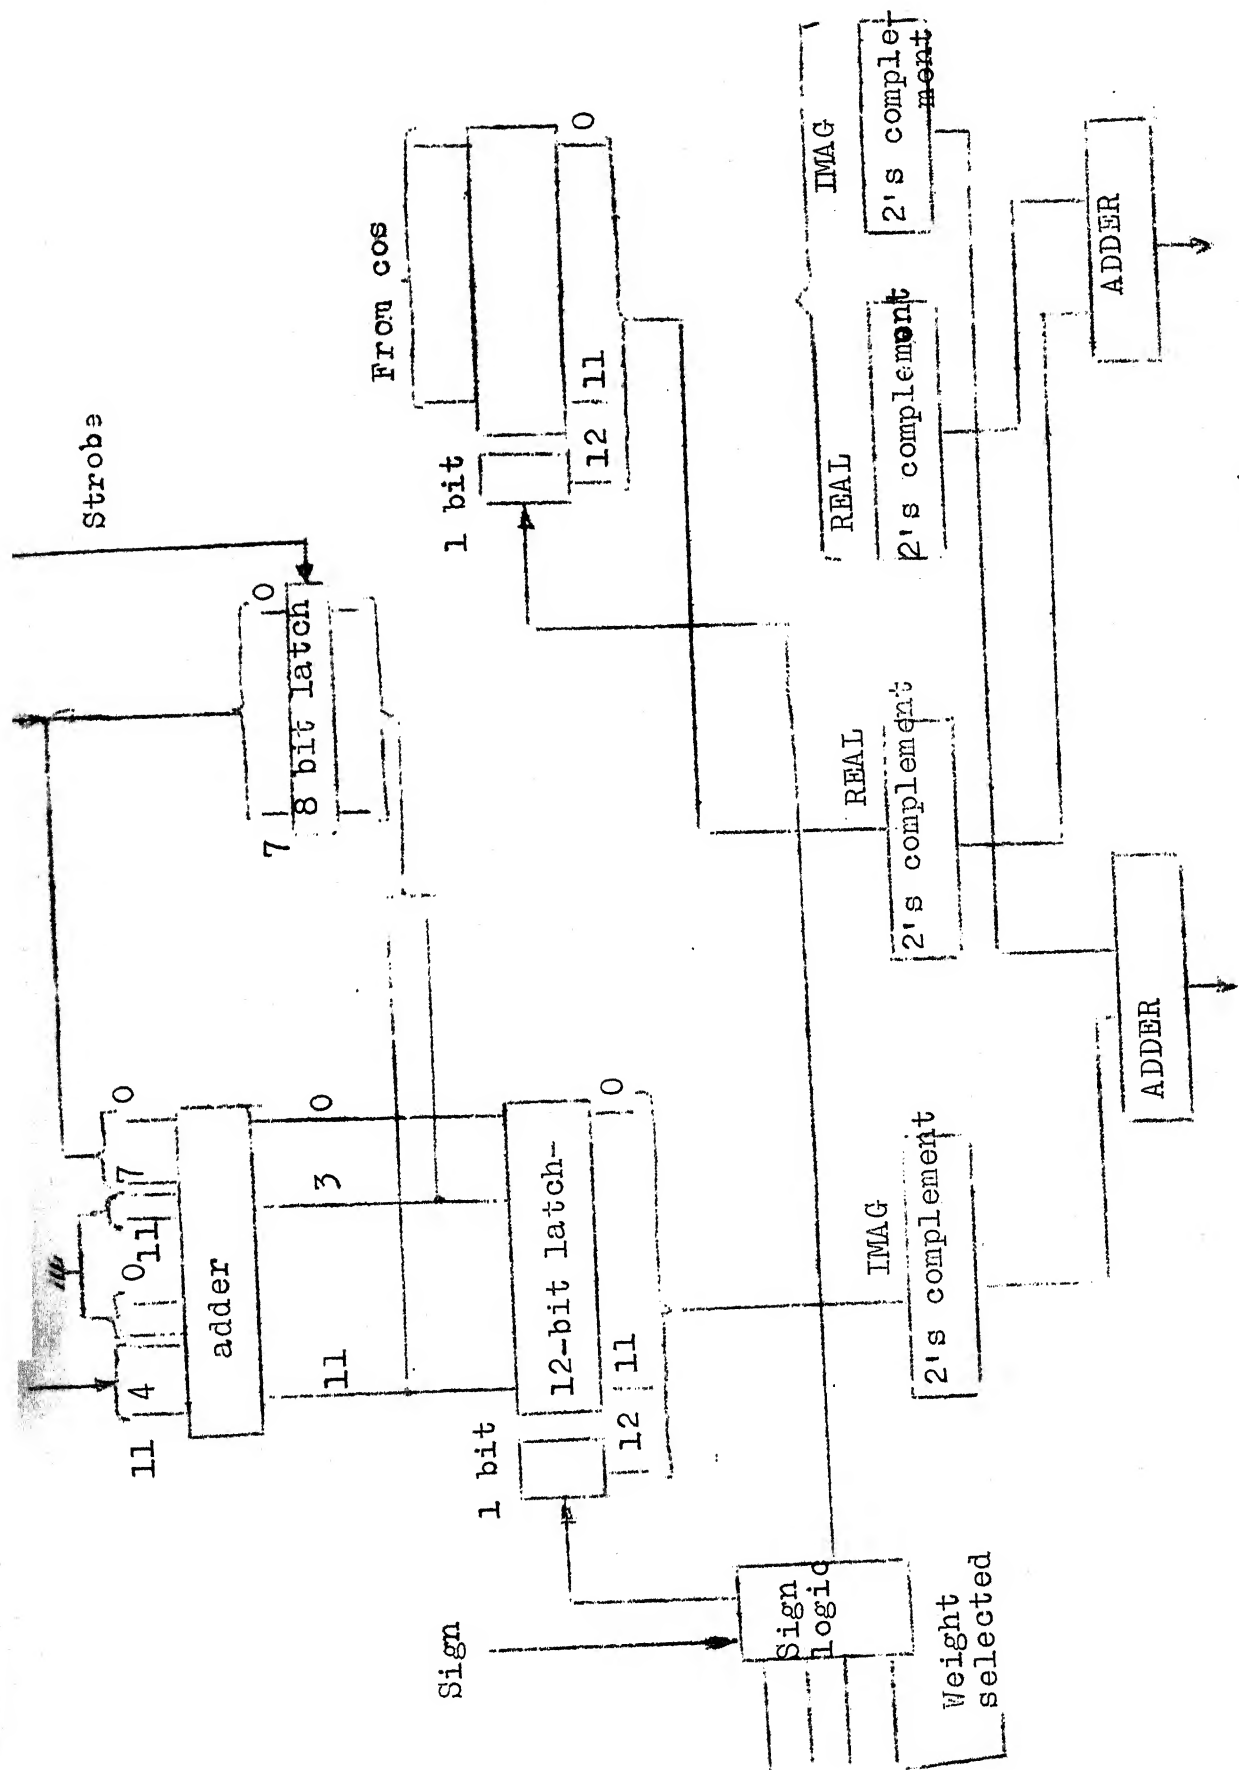 Strobe
0
8 bit latch
7
From cos
1 bit
12
11
0
0
7
11
0
4
11
adder
0
3
11
1 bit
12-bit latch-
12
11
0
Sign
Sign
logic
Weight
selected
IMAG
2's complement
REAL
2's complement
REAL
2's complement
IMAG
2's comple-
ment
ADDER
ADDER